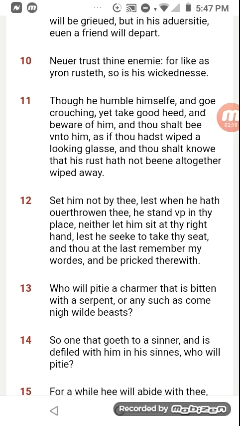 5:47 PM
will be grieued, but in his aduersitie,
euen a friend will depart.
10 Neuer trust thine enemie: for like as
yron rusteth, so is his wickednesse.
11 Though he humble himselfe, and goe
crouching, yet take good heed, and
beware of him, and thou shalt bee
vnto him, as if thou hadst wiped a
looking glasse, and thou shalt knowe
that his rust hath not beene altogether
wiped away.
12 Set him not by thee, lest when he hath
ouerthrowen thee, he stand vp in thy
place, neither let him sit at thy right
hand, lest he seeke to take thy seat,
and thou at the last remember my
wordes, and be pricked therewith.
13 Who will pitie a charmer that is bitten
with a serpent, or any such as come
nigh wilde beasts?
14 So one that goeth to a sinner, and is
defiled with him in his sinnes, who will
pitie?
15 For a while hee will abide with thee,
Recorded by mobizen